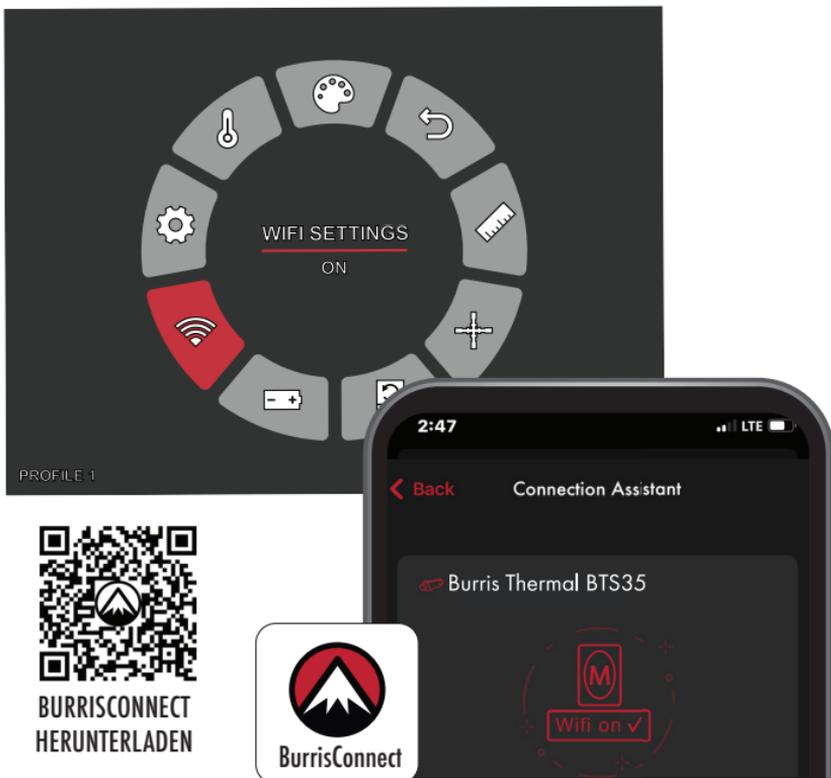 WIFI SETTINGS
ON
PROFILE 1
2:47
LTE
Back
Connection Assistant
Burris Thermal BTS35
M
Wifi on ✓
BURRISCONNECT
HERUNTERLADEN
BurrisConnect